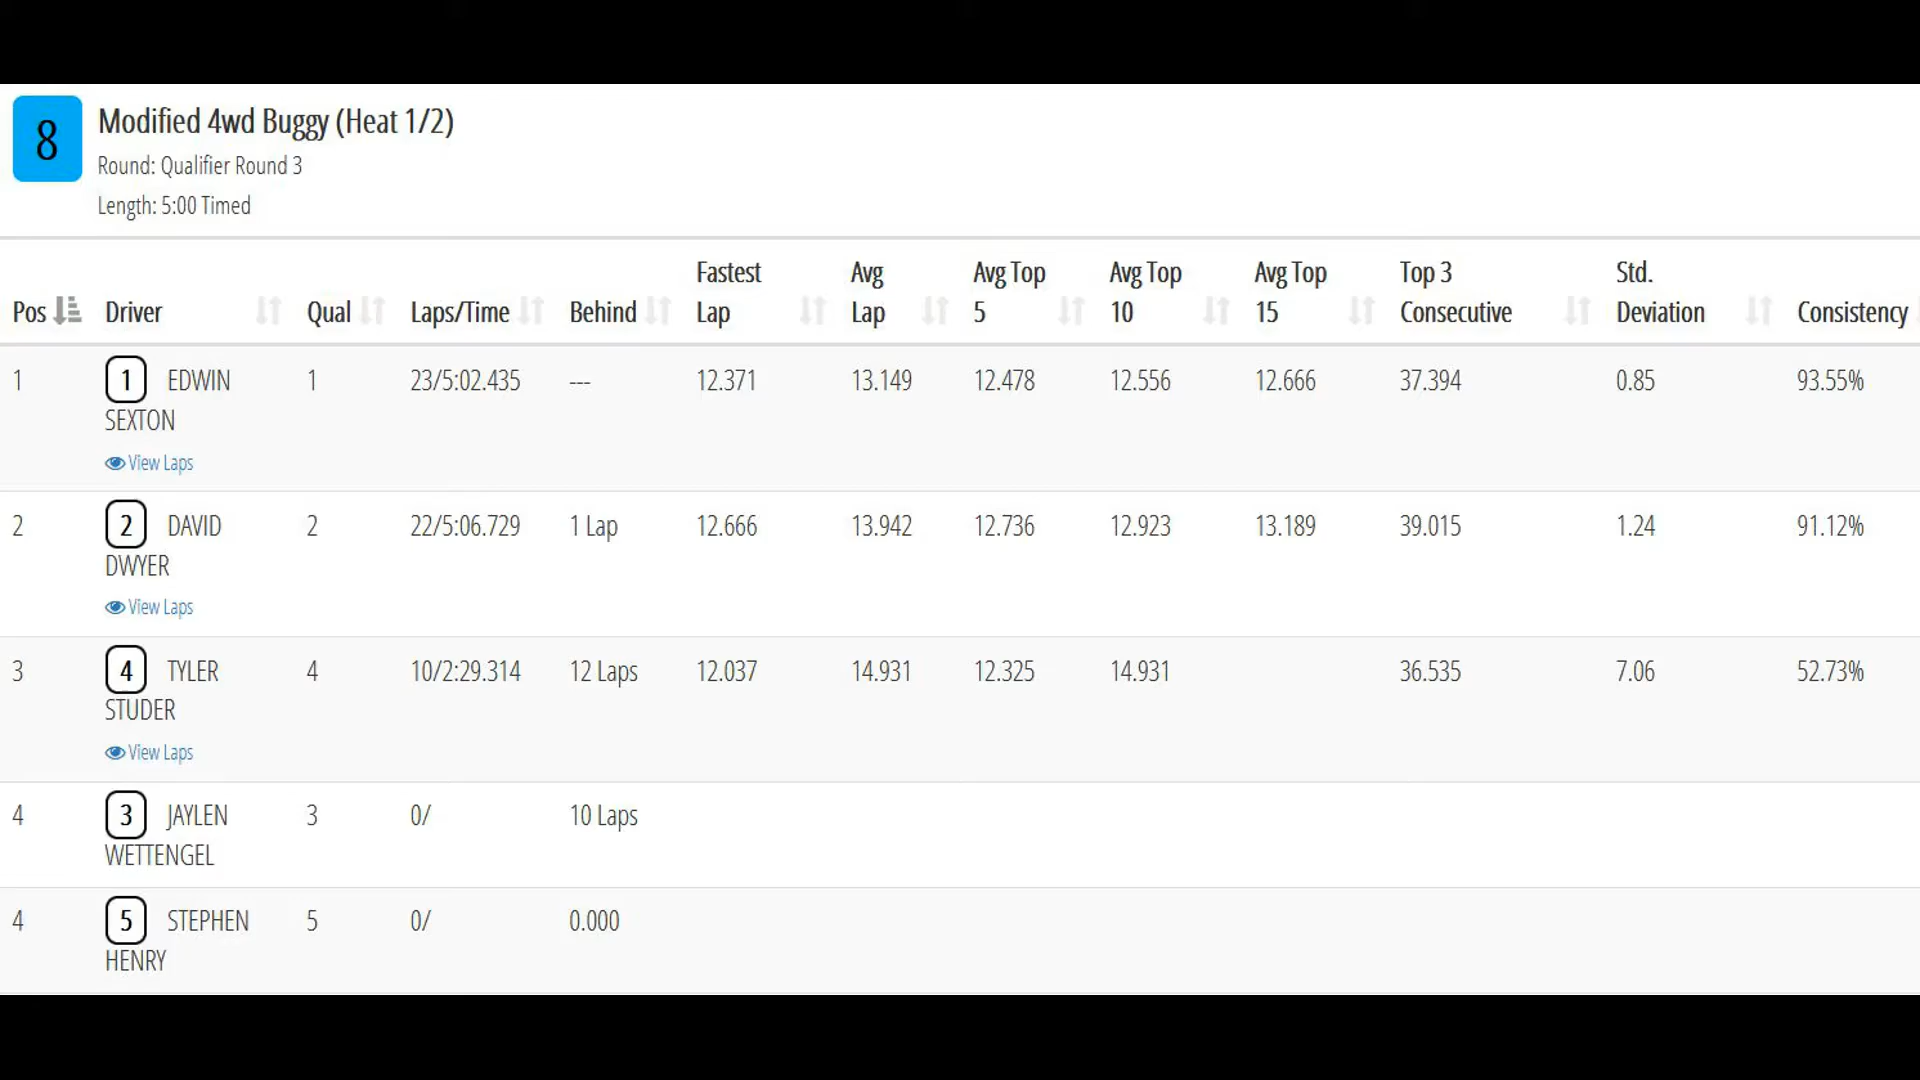 8
Modified 4wd Buggy (Heat 1/2)
Round: Qualifier Round 3
Length: 5:00 Timed
Pos Driver Qual Laps/Time Behind Fastest Lap Avg Lap Avg Top 5 Avg Top 10 Avg Top 15 Top 3 Consecutive Std. Deviation Consistency
1 1 EDWIN SEXTON 1 23/5:02.435 --- 12.371 13.149 12.478 12.556 12.666 37.394 0.85 93.55%
View Laps
2 2 DAVID DWYER 2 22/5:06.729 1 Lap 12.666 13.942 12.736 12.923 13.189 39.015 1.24 91.12%
View Laps
3 4 TYLER STUDER 4 10/2:29.314 12 Laps 12.037 14.931 12.325 14.931 36.535 7.06 52.73%
View Laps
4 3 JAYLEN WETTENGEL 3 0/ 10 Laps
4 5 STEPHEN HENRY 5 0/ 0.000